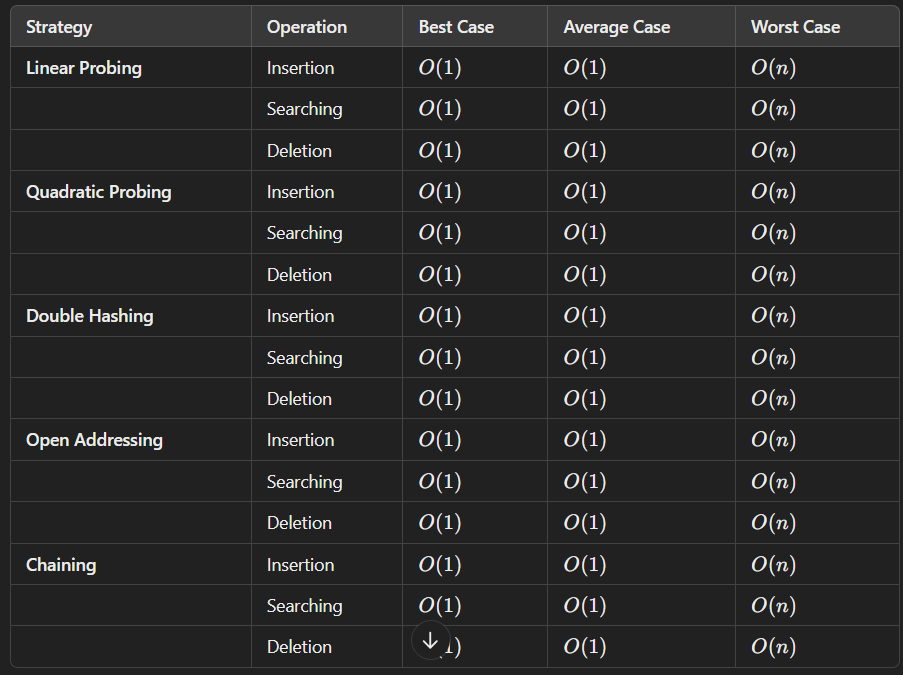 Strategy Operation Best Case Average Case Worst Case
Linear Probing Insertion O(1) O(1) O(n)
Searching O(1) O(1) O(n)
Deletion O(1) O(1) O(n)
Quadratic Probing Insertion O(1) O(1) O(n)
Searching O(1) O(1) O(n)
Deletion O(1) O(1) O(n)
Double Hashing Insertion O(1) O(1) O(n)
Searching O(1) O(1) O(n)
Deletion O(1) O(1) O(n)
Open Addressing Insertion O(1) O(1) O(n)
Searching O(1) O(1) O(n)
Deletion O(1) O(1) O(n)
Chaining Insertion O(1) O(1) O(n)
Searching O(1) O(1) O(n)
Deletion O(1) O(n)